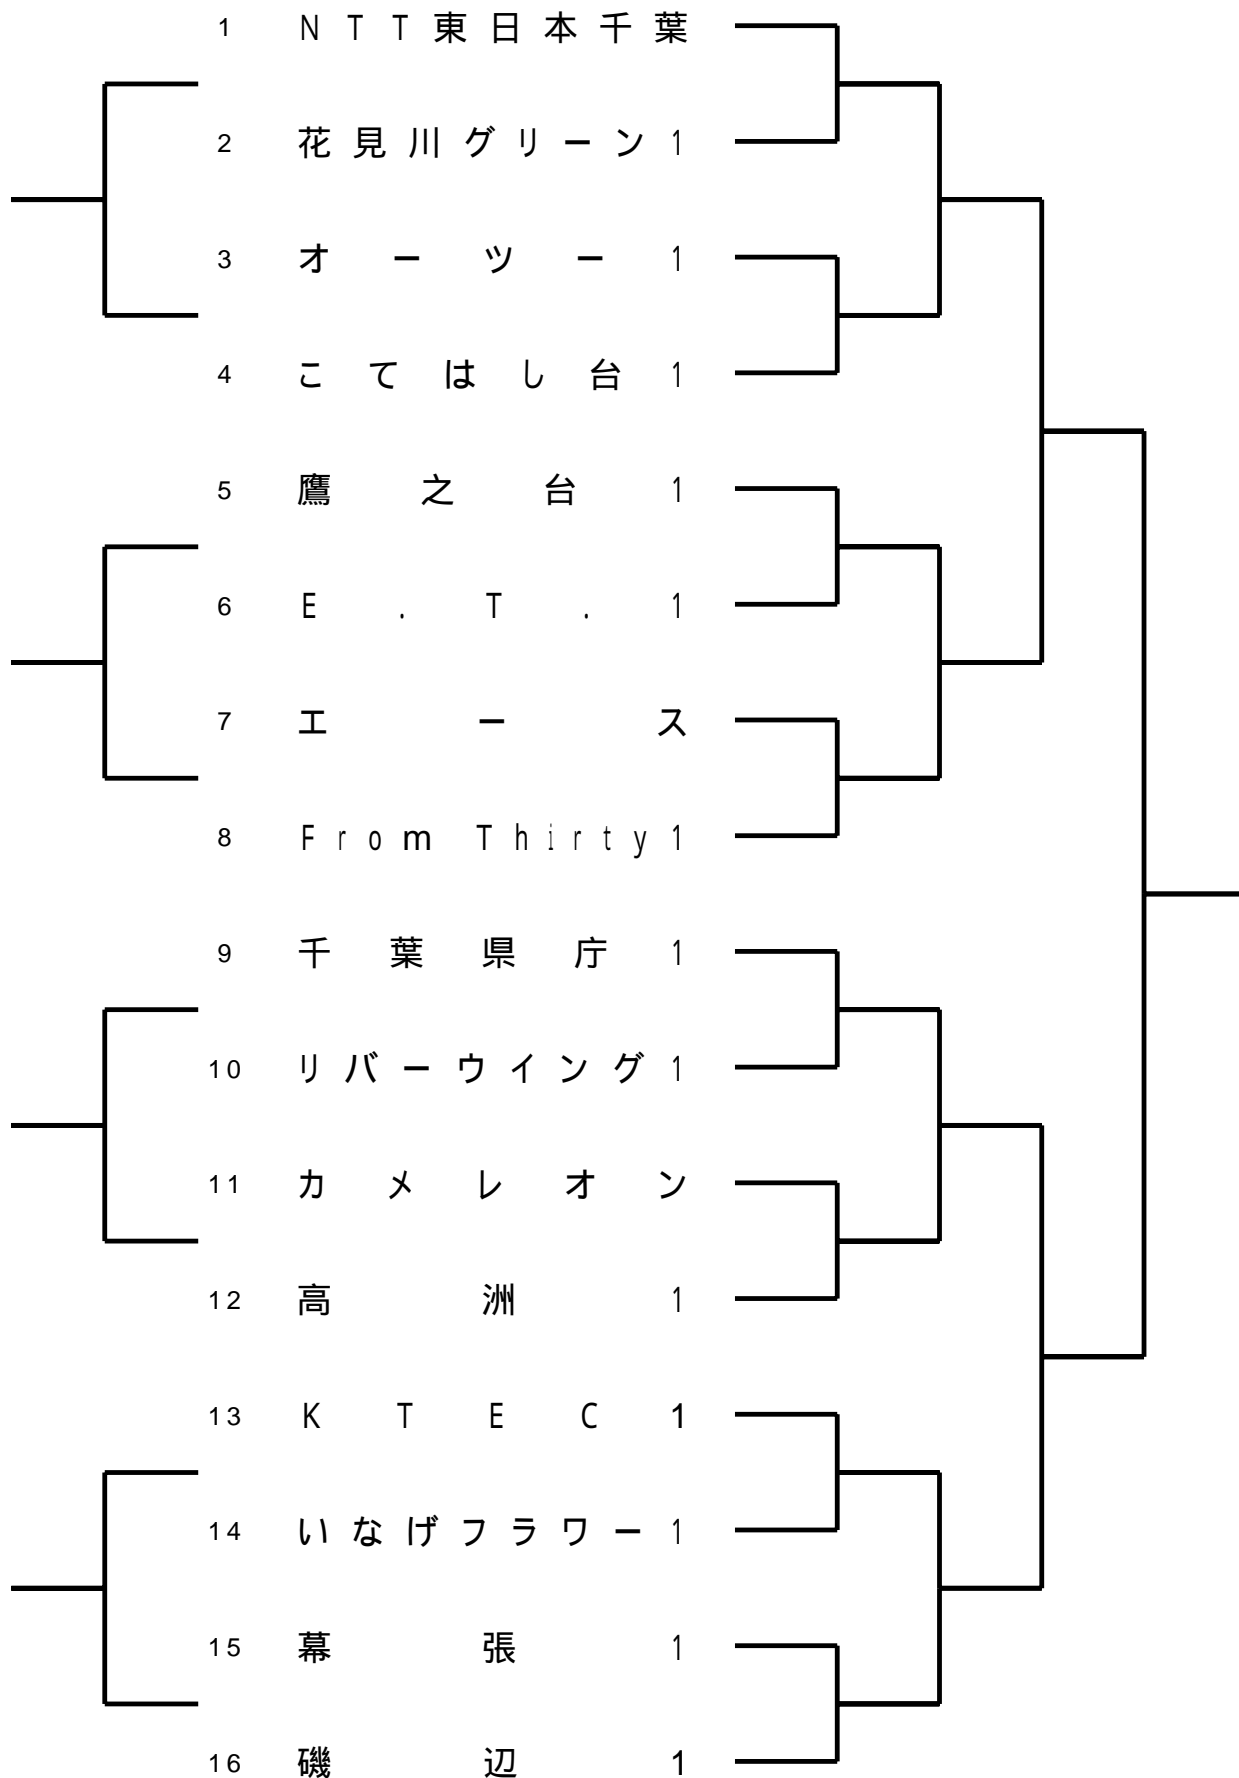 1 NTT東日本千葉
2 花見川グリーン1
3 オーツー1
4 こてはし台1
5 鷹之台1
6 E.T.1
7 エース
8 From Thirty1
9 千葉県庁1
10 リバーウイング1
11 カメレオン
12 高洲1
13 KTEC1
14 いなげフラワー1
15 幕張1
16 磯辺1